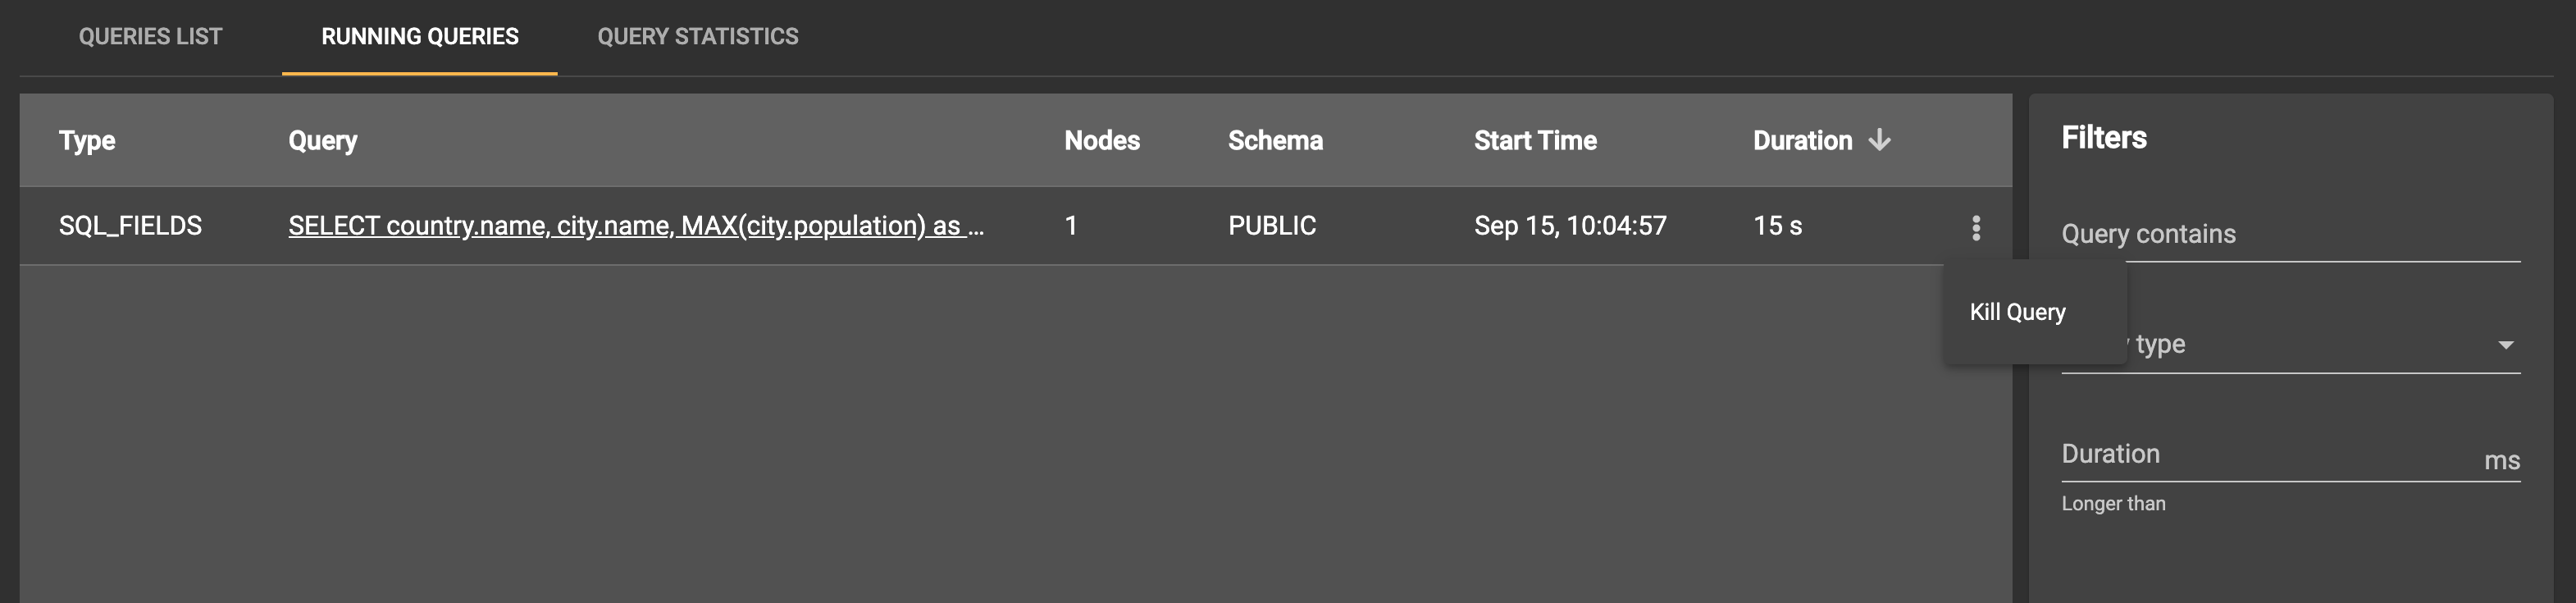 QUERIES LIST RUNNING QUERIES QUERY STATISTICS
Type Query Nodes Schema Start Time Duration
SQL_FIELDS SELECT country.name, city.name, MAX(city.population) as ... 1 PUBLIC Sep 15, 10:04:57 15 s
Kill Query
Filters
Query contains
type
Duration ms
Longer than